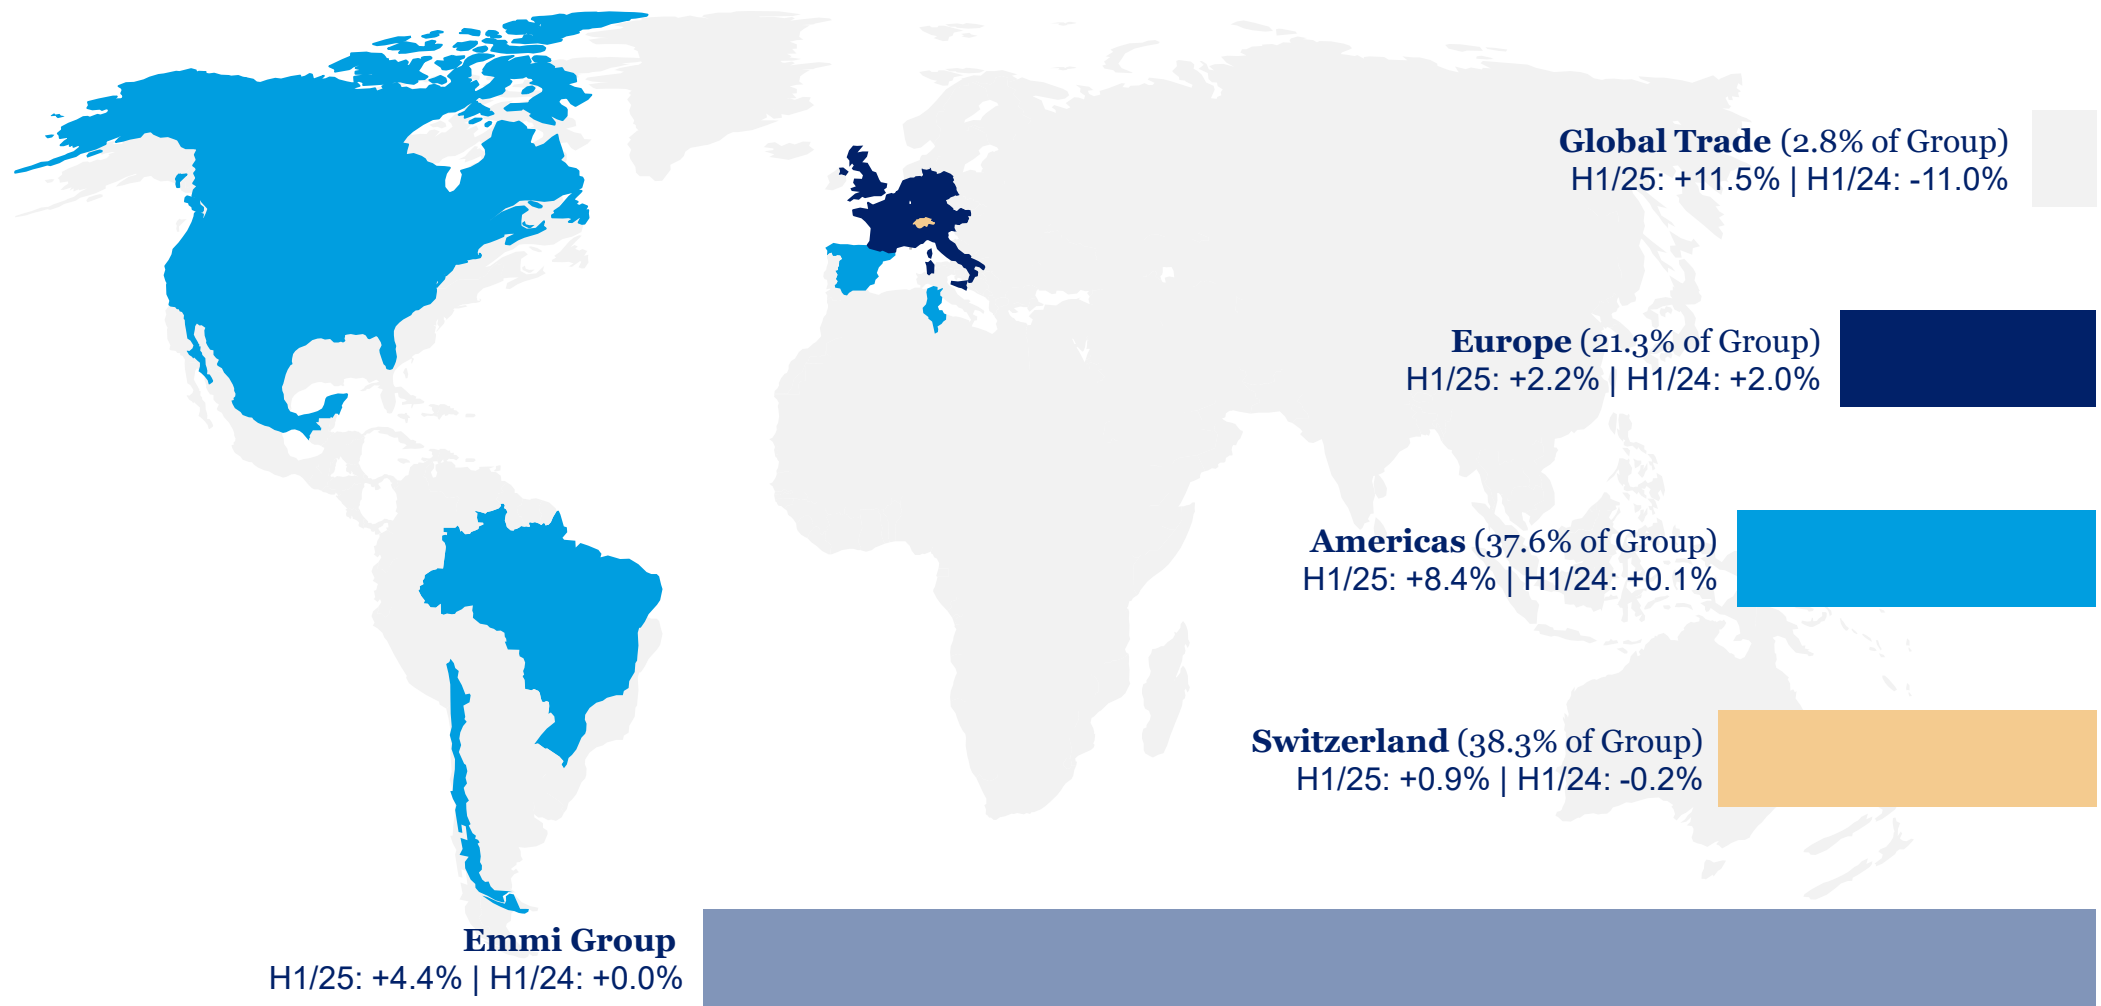 Global Trade (2.8% of Group)
H1/25: +11.5% | H1/24: -11.0%
Europe (21.3% of Group)
H1/25: +2.2% | H1/24: +2.0%
Americas (37.6% of Group)
H1/25: +8.4% | H1/24: +0.1%
Switzerland (38.3% of Group)
H1/25: +0.9% | H1/24: -0.2%
Emmi Group
H1/25: +4.4% | H1/24: +0.0%